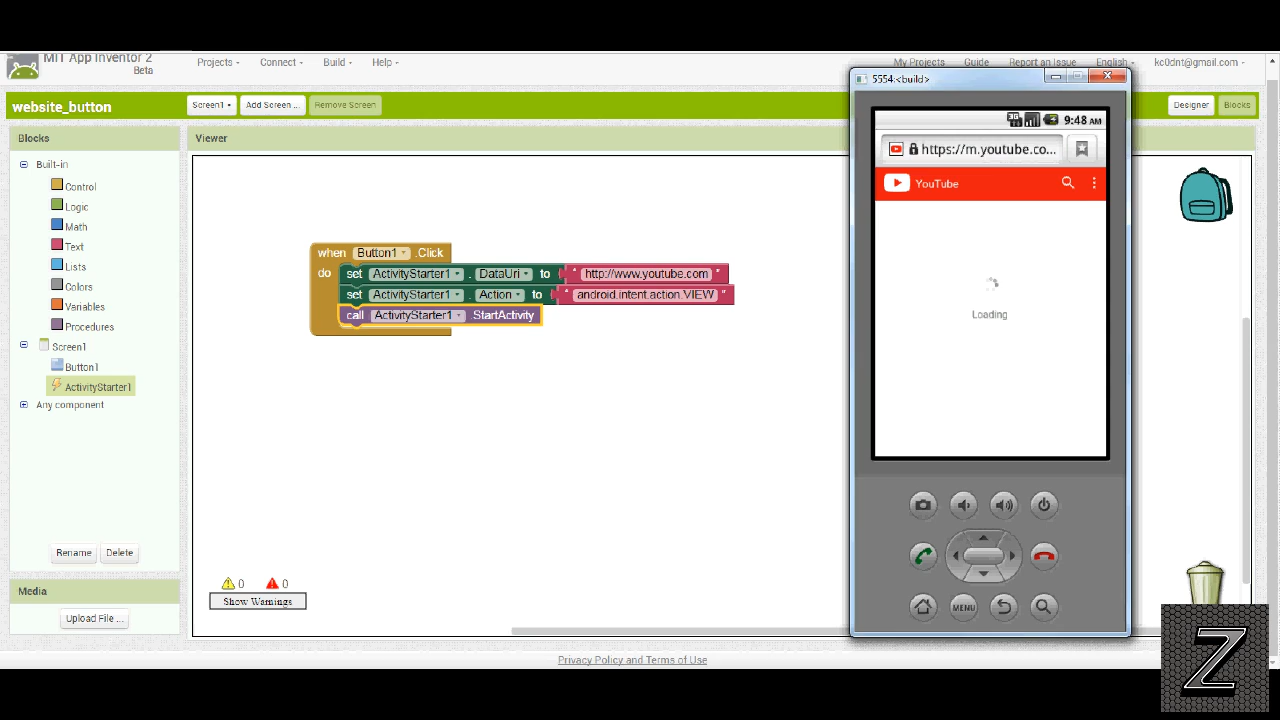 MIT App Inventor 2
Beta
Projects Connect Build Help
My Projects Guide Report an Issue English kc0dnt@gmail.com
website_button
Screen1 Add Screen ... Remove Screen
Designer Blocks
Blocks
Viewer
Built-in
Control
Logic
Math
Text
Lists
Colors
Variables
Procedures
Screen1
Button1
ActivityStarter1
Any component
Rename Delete
Media
Upload File ...
when Button1 .Click
do set ActivityStarter1 . DataUri to " http://www.youtube.com "
set ActivityStarter1 . Action to " android.intent.action.VIEW "
call ActivityStarter1 .StartActivity
0 0
Show Warnings
5554:<build>
3G 9:48 AM
https://m.youtube.co...
YouTube
Loading
MENU
Privacy Policy and Terms of Use
Z